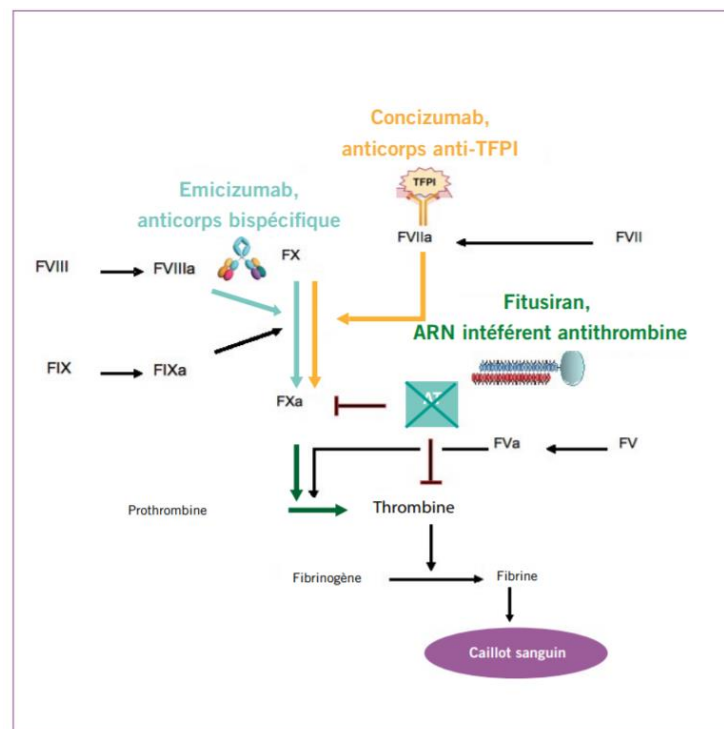 Concizumab,
anticorps anti-TFPI
TFPI
Emicizumab,
anticorps bispécifique
FVIIa
FVII
FX
FVIII
FVIIIa
Fitusiran,
ARN intéférent antithrombine
FIX
FIXa
FXa
AT
FVa
FV
Prothrombine
Thrombine
Fibrinogène
Fibrine
Caillot sanguin